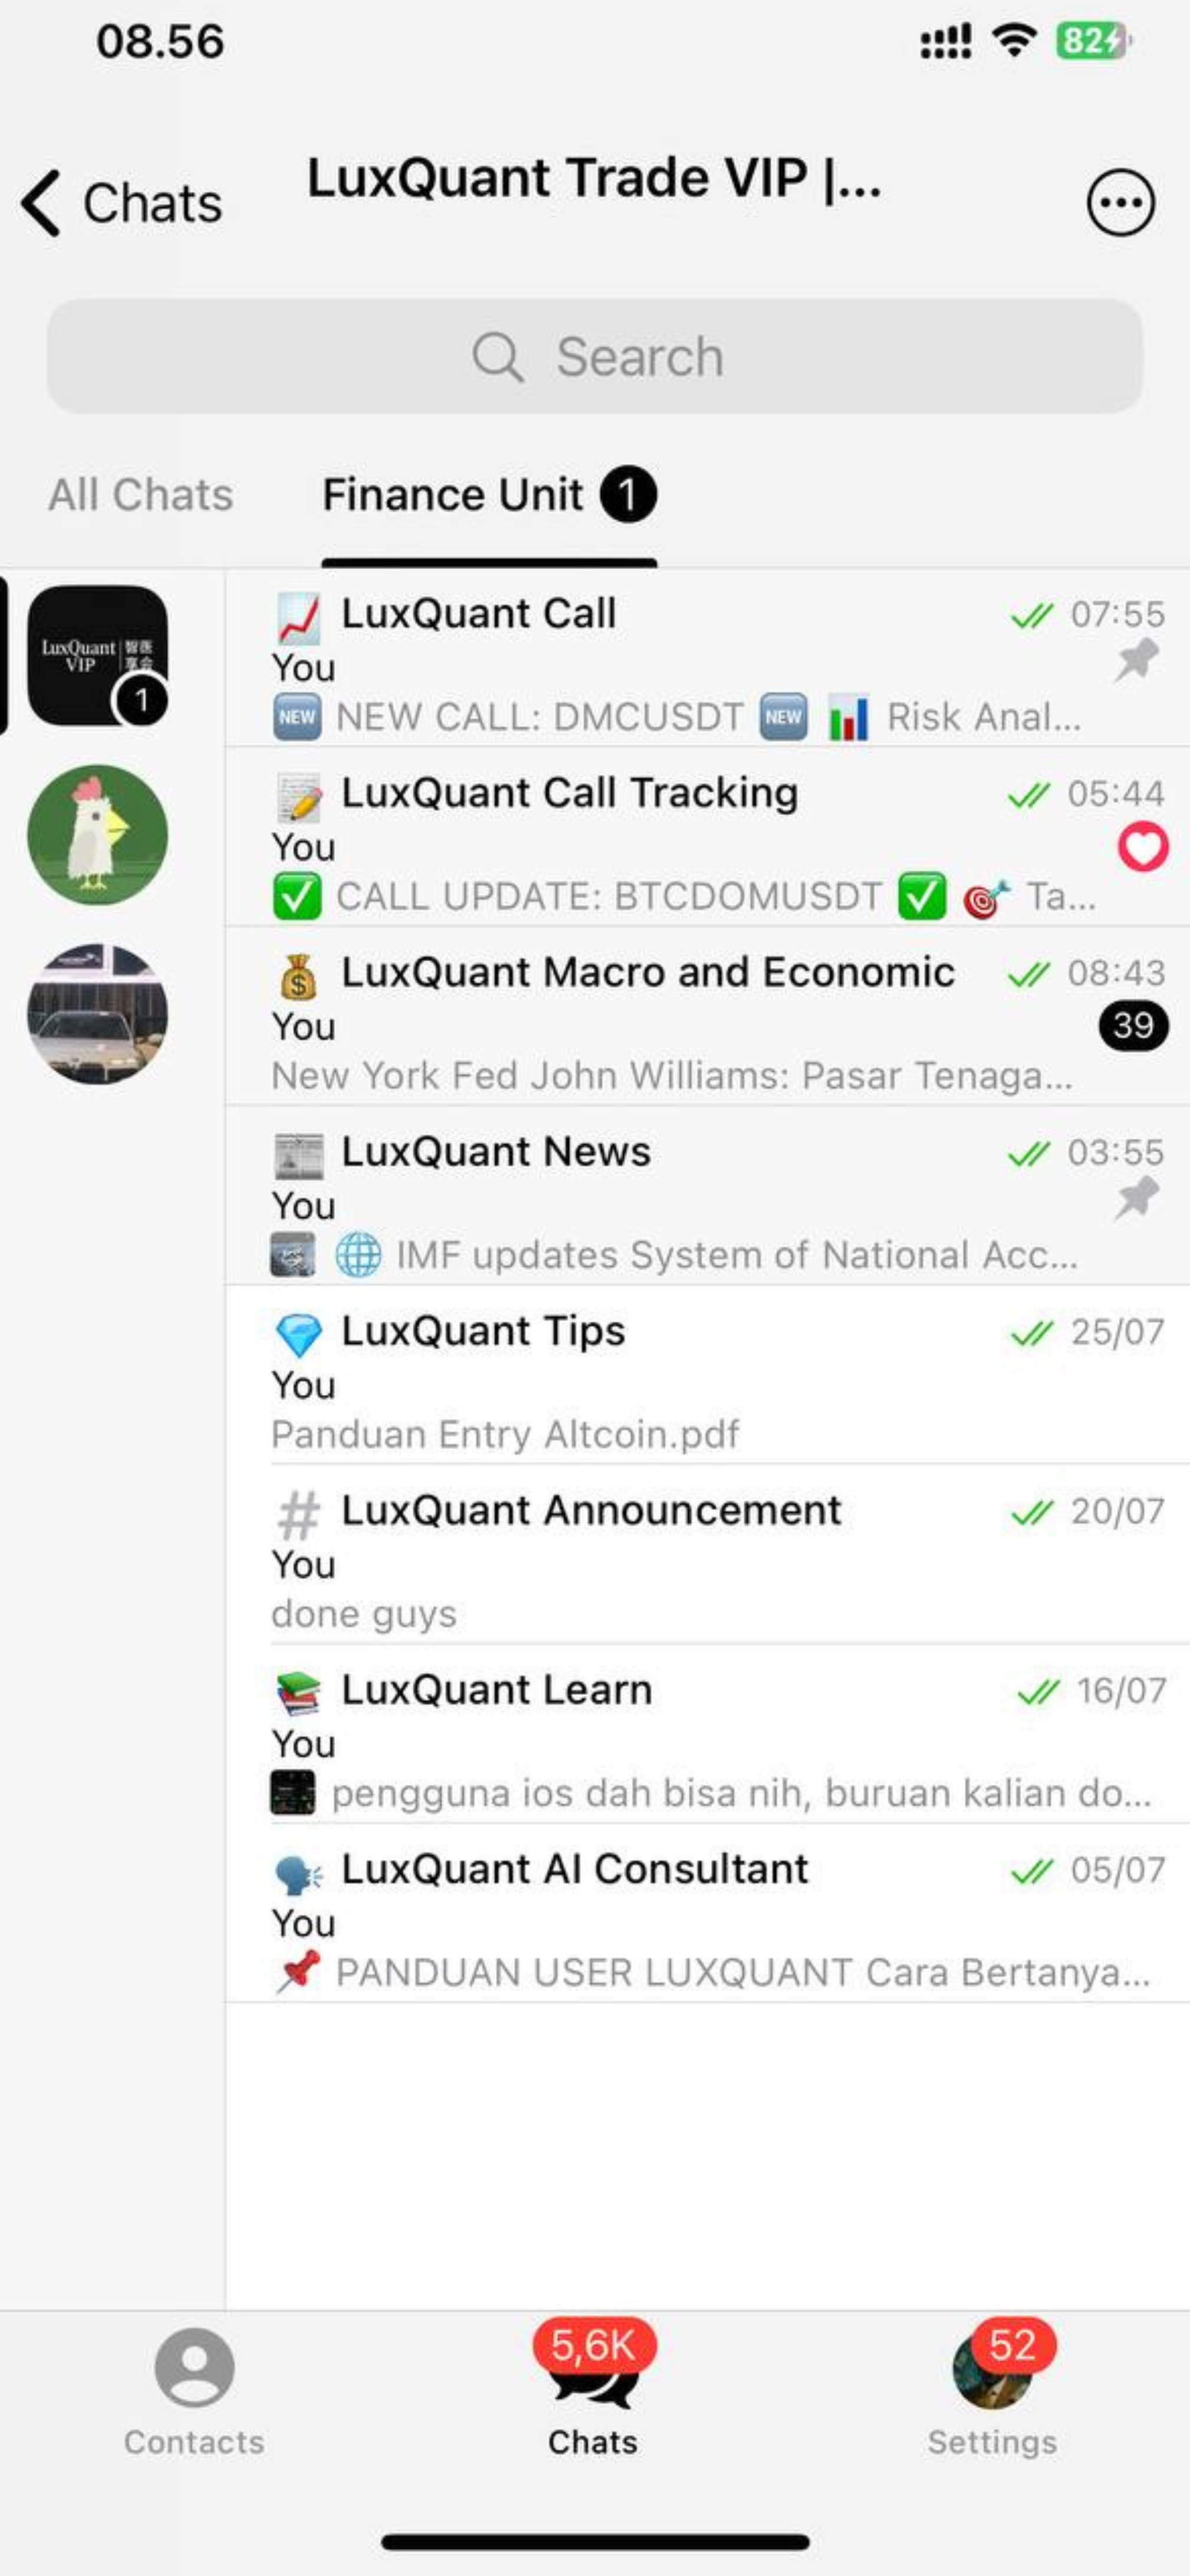 08.56
82
Chats
LuxQuant Trade VIP |...
Search
All Chats
Finance Unit 1
LuxQuant VIP
1
LuxQuant Call
07:55
You
NEW NEW CALL: DMCUSDT NEW Risk Anal...
LuxQuant Call Tracking
05:44
You
CALL UPDATE: BTCDOMUSDT Ta...
LuxQuant Macro and Economic
08:43
You
39
New York Fed John Williams: Pasar Tenaga...
LuxQuant News
03:55
You
IMF updates System of National Acc...
LuxQuant Tips
25/07
You
Panduan Entry Altcoin.pdf
# LuxQuant Announcement
20/07
You
done guys
LuxQuant Learn
16/07
You
pengguna ios dah bisa nih, buruan kalian do...
LuxQuant AI Consultant
05/07
You
PANDUAN USER LUXQUANT Cara Bertanya...
5,6K
52
Contacts
Chats
Settings